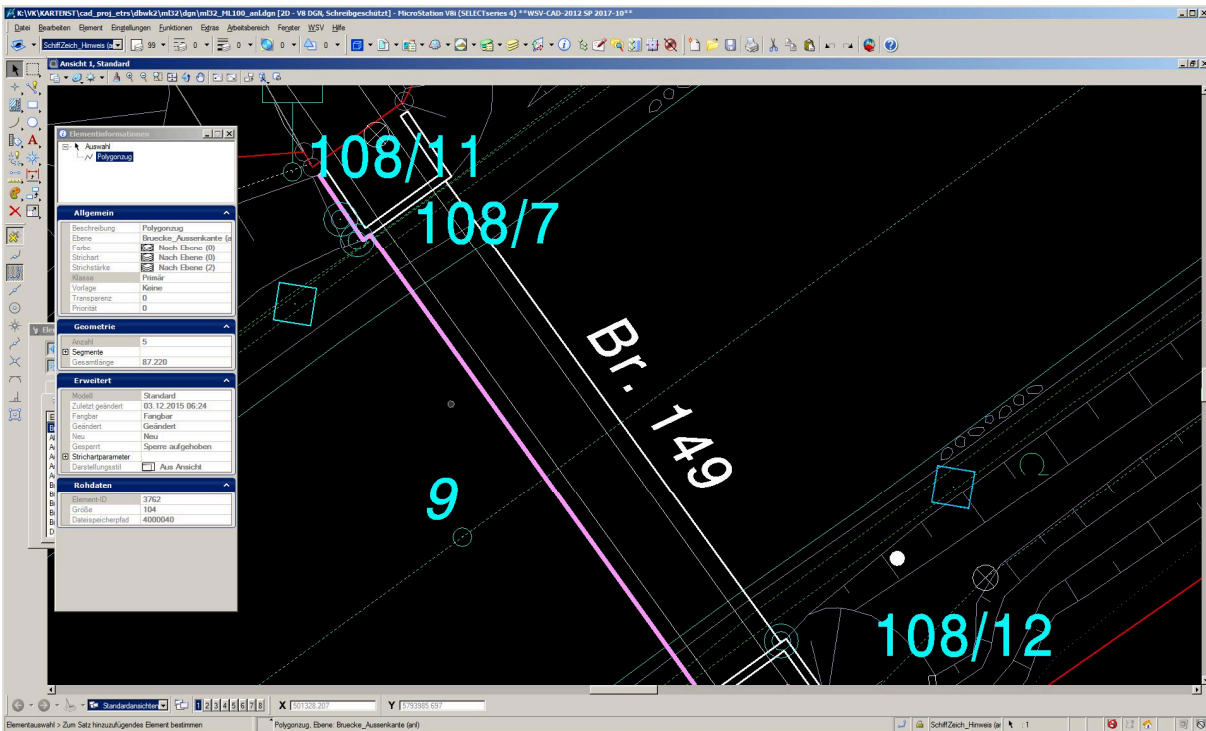 K:\VK\KARTENST\cad_proj_etrs\dbwk2\ml32\dgn\ml32_ML100_anl.dgn [2D - V8 DGN, Schreibgeschützt] - MicroStation V8i (SELECTseries 4) **WSV-CAD-2012 SP 2017-10**
Datei Bearbeiten Element Einstellungen Funktionen Extras Arbeitsbereich Fenster WSV Hilfe
SchiffZeich_Hinweis (a 99 0 0 0 0
Ansicht 1, Standard
Elementinformationen
Auswahl
Polygonzug
Allgemein
Beschreibung Polygonzug
Ebene Bruecke_Aussenkante (a
Farbe Nach Ebene (0)
Strichart Nach Ebene (0)
Strichstärke Nach Ebene (2)
Klasse Primär
Vorlage Keine
Transparenz 0
Priorität 0
Geometrie
Anzahl 5
Segmente
Gesamtlänge 87.220
Erweitert
Modell Standard
Zuletzt geändert 03.12.2015 06:24
Fangbar Fangbar
Geändert Geändert
Neu Neu
Gesperrt Sperre aufgehoben
Strichartparameter
Darstellungsstil Aus Ansicht
Rohdaten
Element-ID 3762
Größe 104
Dateispeicherpfad 4000040
108/11
108/7
Br. 149
9
108/12
Standardansichten 1 2 3 4 5 6 7 8 X 501328.207 Y 5793985.697
Elementauswahl > Zum Satz hinzuzufügendes Element bestimmen Polygonzug, Ebene: Bruecke_Aussenkante (anl) SchiffZeich_Hinweis (ar : 1